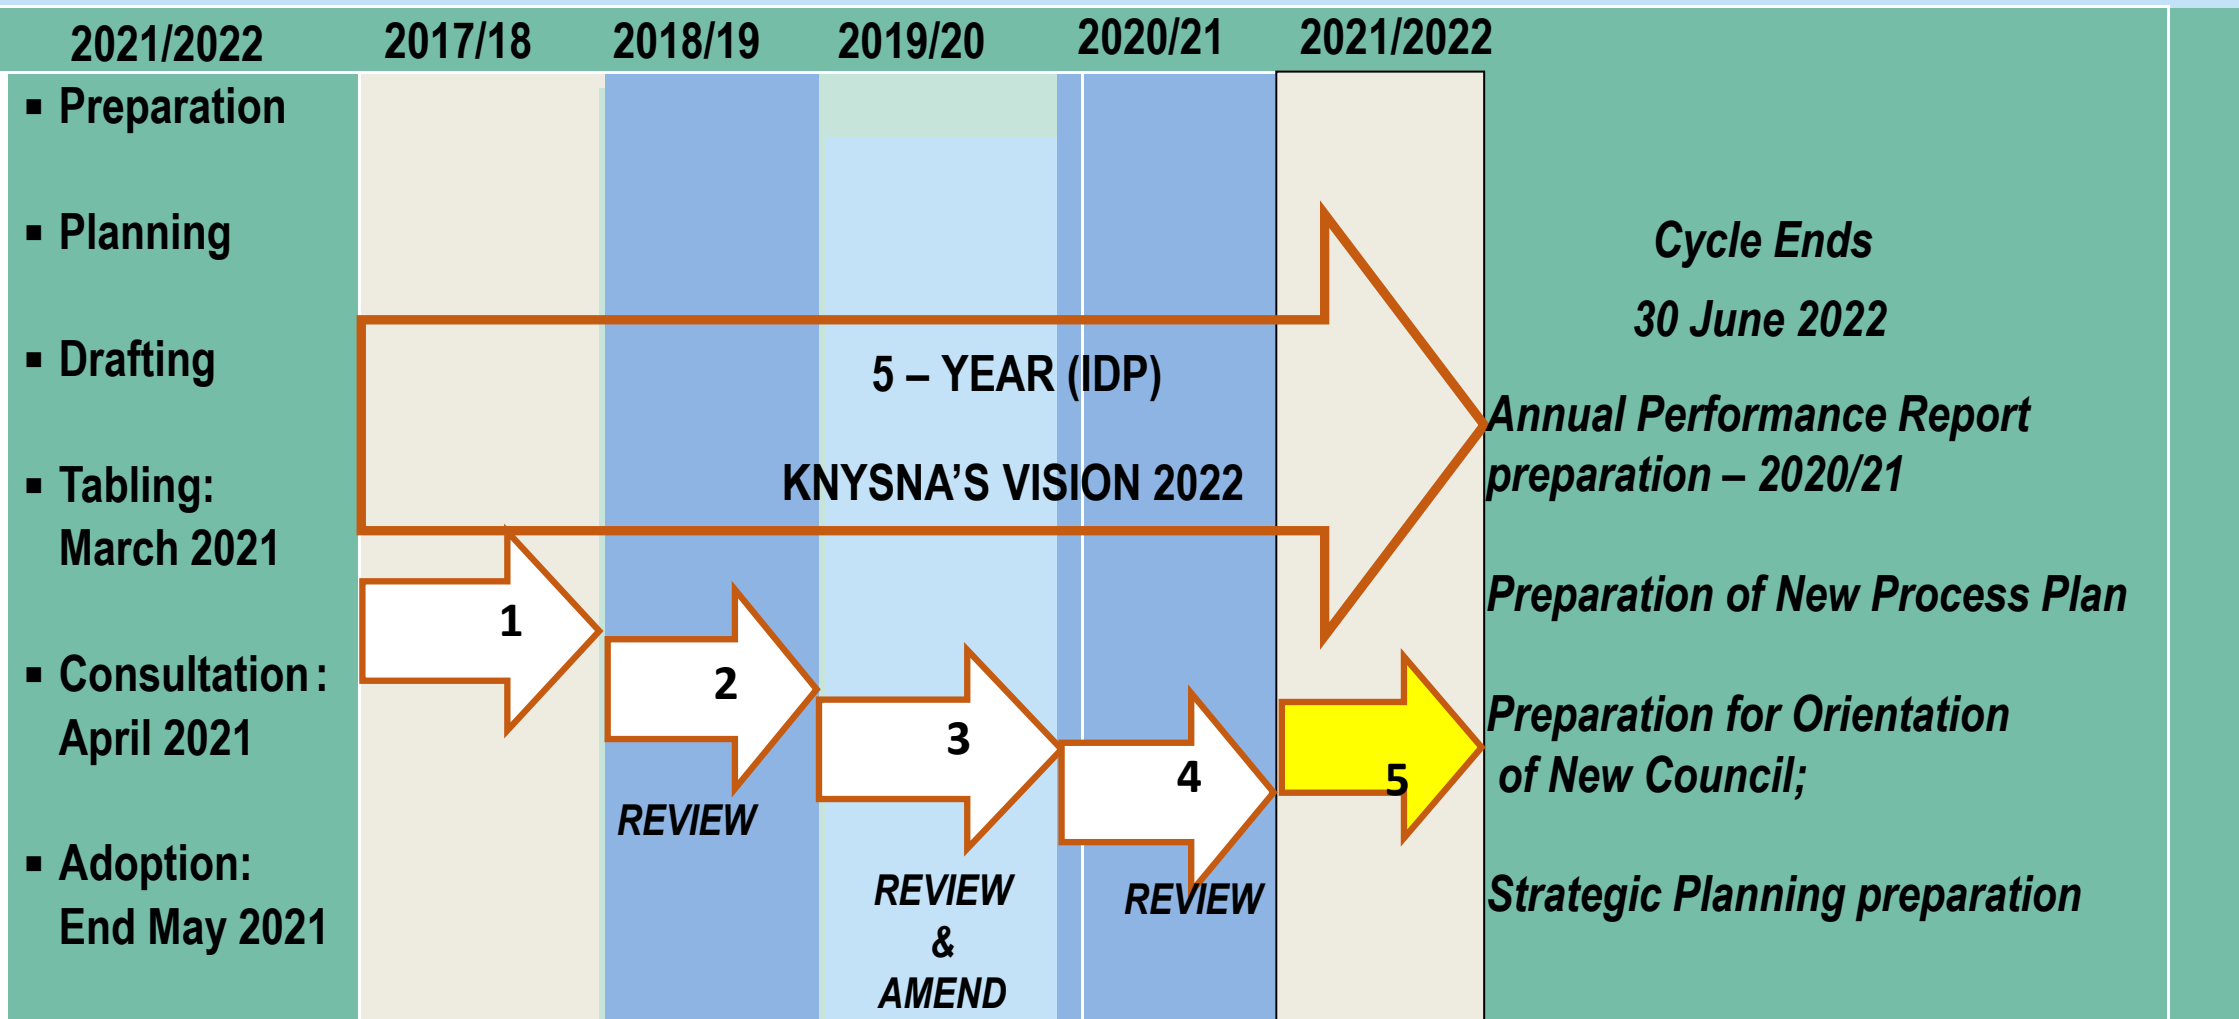 2021/2022 2017/18 2018/19 2019/20 2020/21 2021/2022
▪ Preparation
▪ Planning
▪ Drafting
▪ Tabling:
March 2021
▪ Consultation :
April 2021
▪ Adoption:
End May 2021
5 – YEAR (IDP)
KNYSNA'S VISION 2022
1
2
REVIEW
3
REVIEW
&
AMEND
4
REVIEW
5
Cycle Ends
30 June 2022
Annual Performance Report
preparation – 2020/21
Preparation of New Process Plan
Preparation for Orientation
of New Council;
Strategic Planning preparation